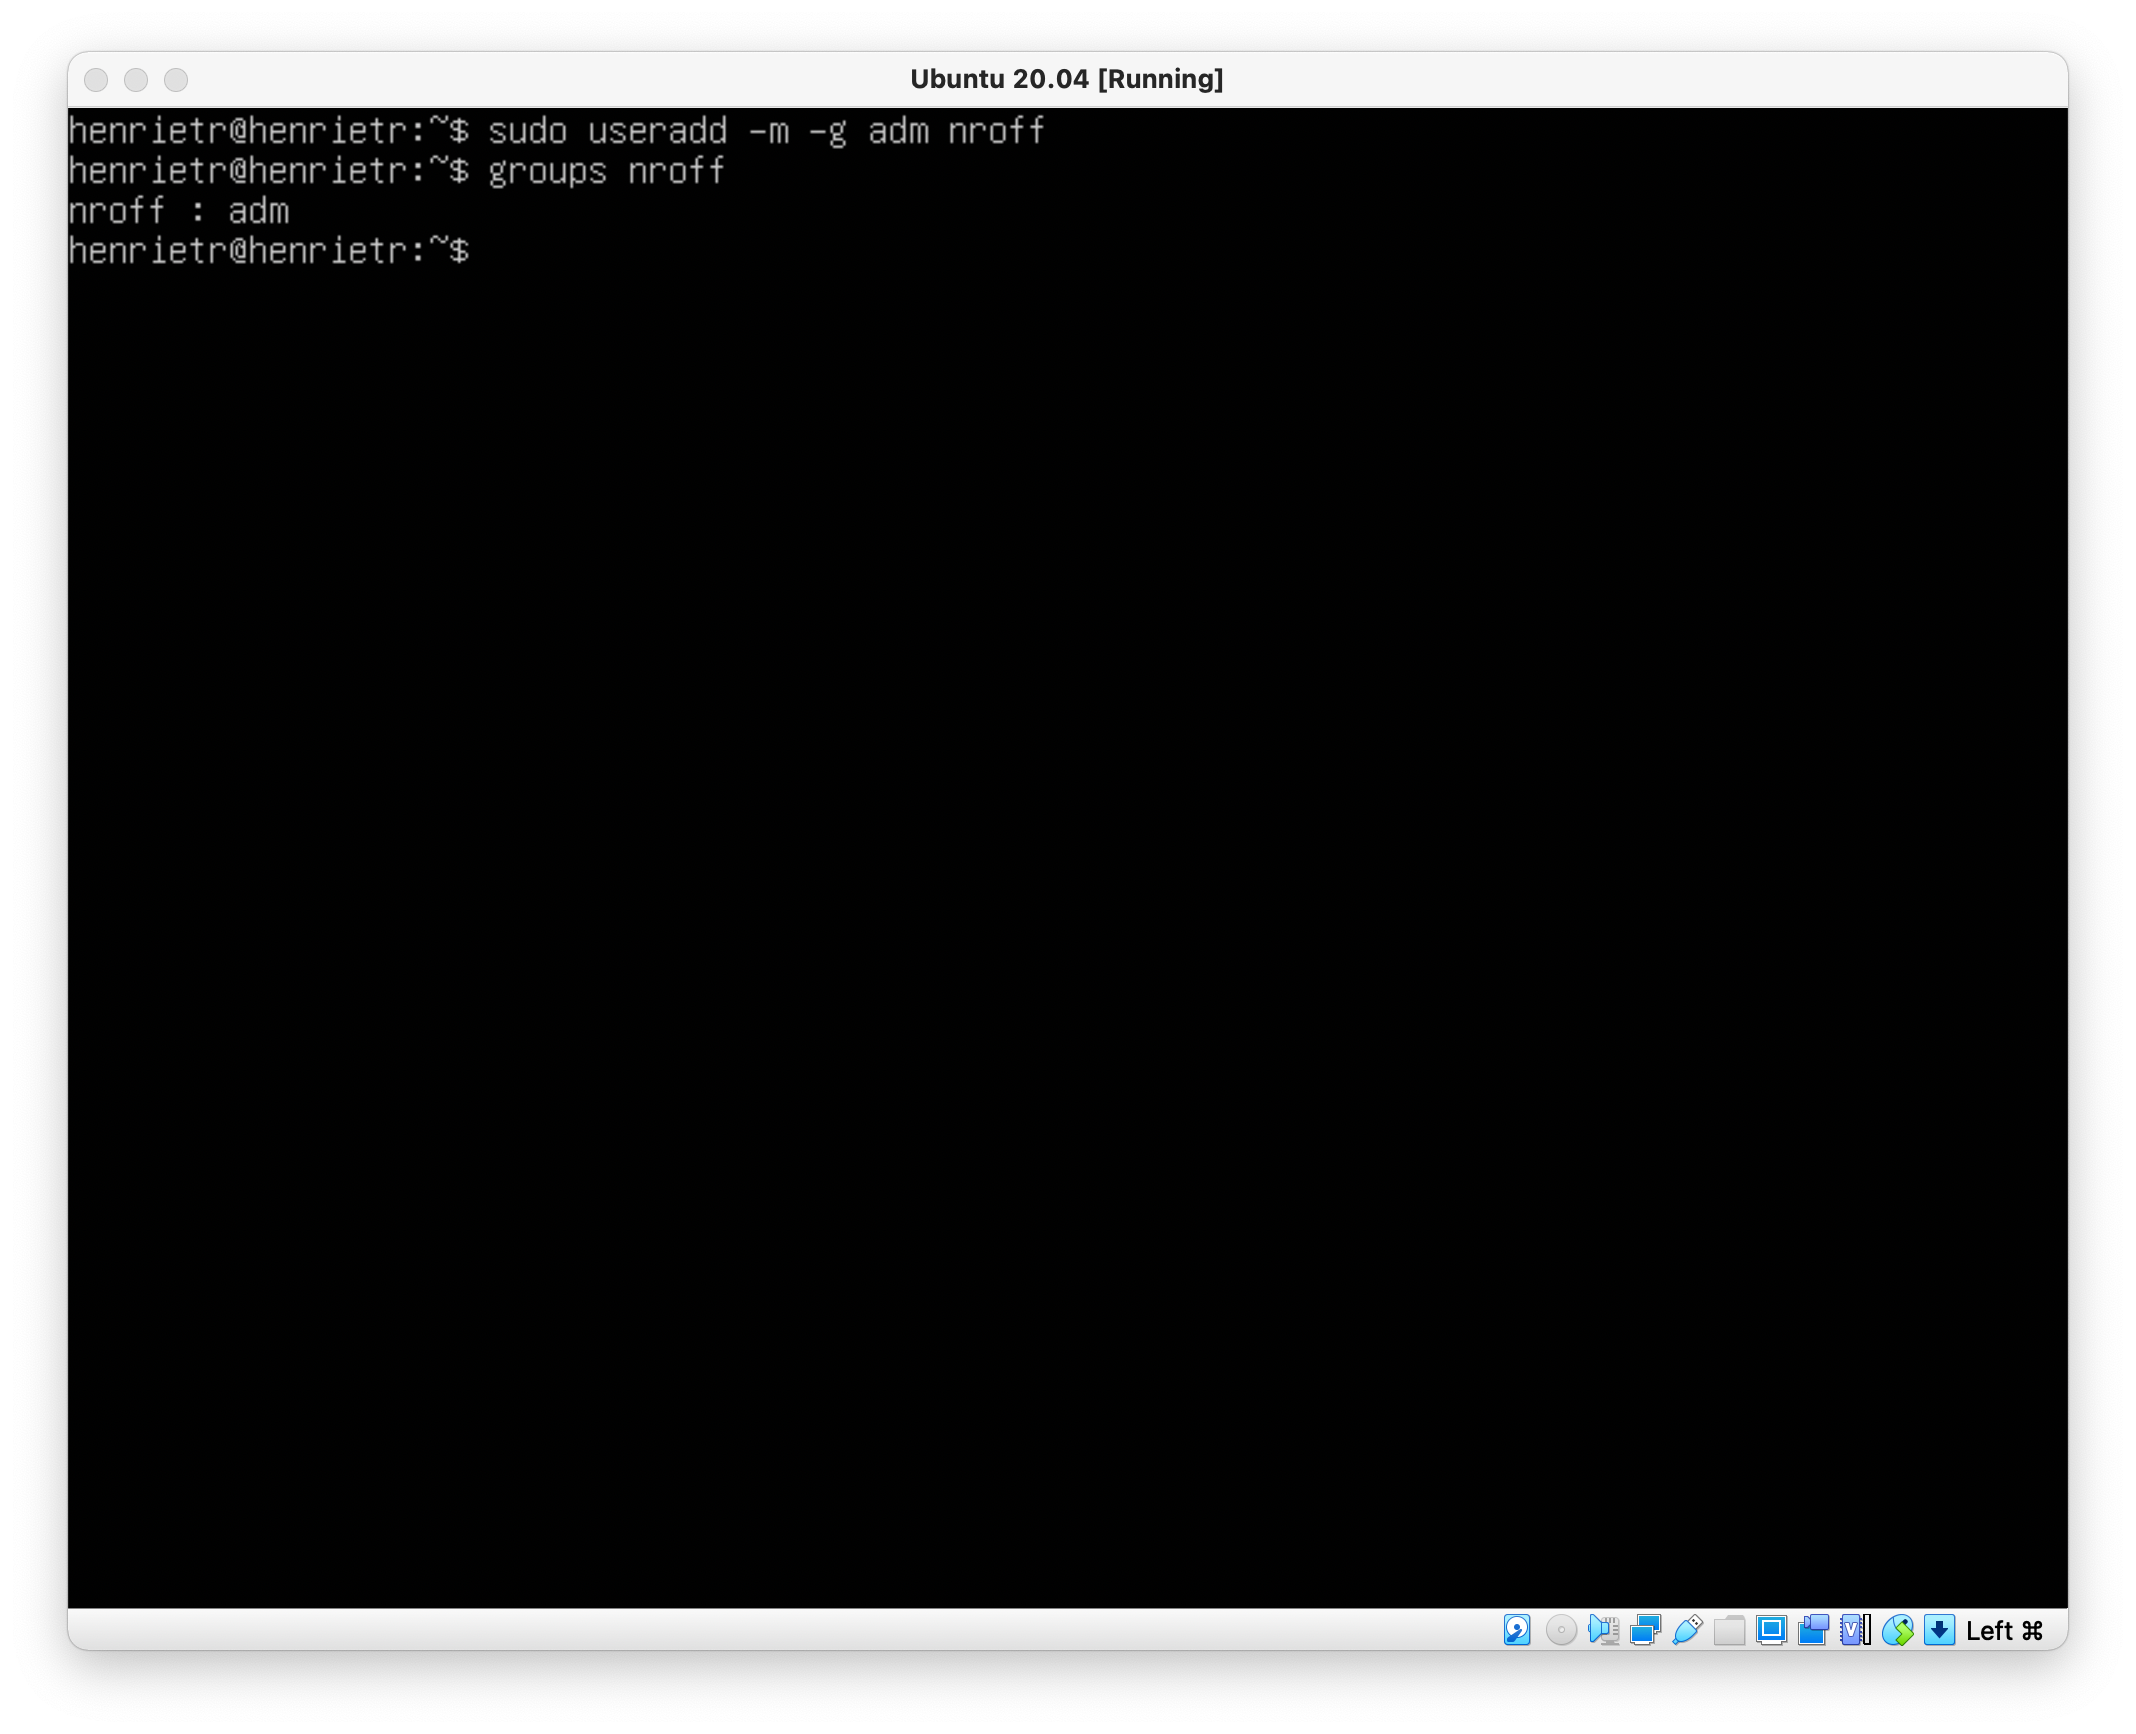 Ubuntu 20.04 [Running]
henrietr@henrietr:~$ sudo useradd -m -g adm nroff
henrietr@henrietr:~$ groups nroff
nroff : adm
henrietr@henrietr:~$
Left ⌘